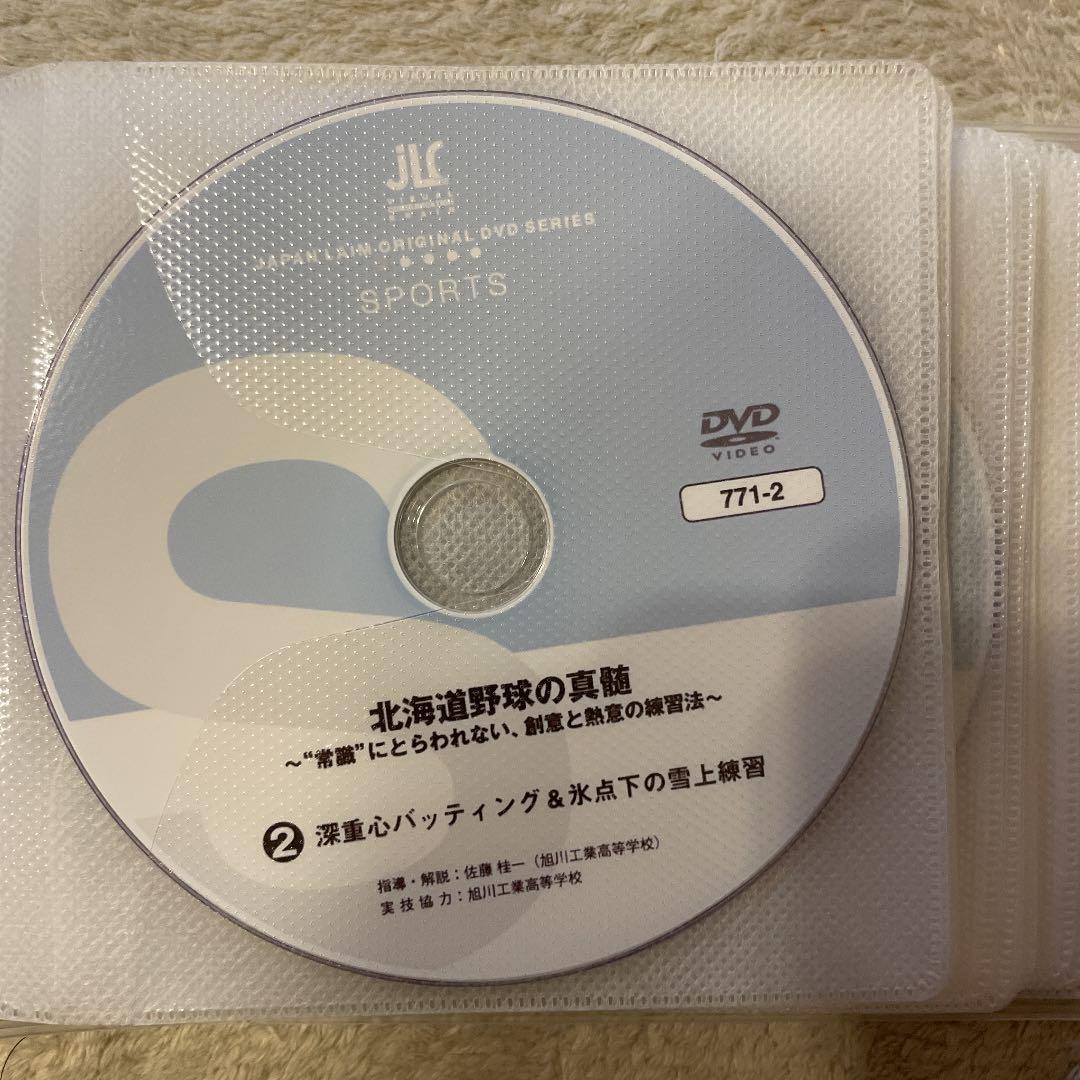 JLC
JAPAN LAIM ORIGINAL DVD SERIES
SPORTS
DVD
VIDEO
771-2
北海道野球の真髄
～“常識”にとらわれない、創意と熱意の練習法～
2 深重心バッティング＆氷点下の雪上練習
指導・解説：佐藤 桂一（旭川工業高等学校）
実技協力：旭川工業高等学校